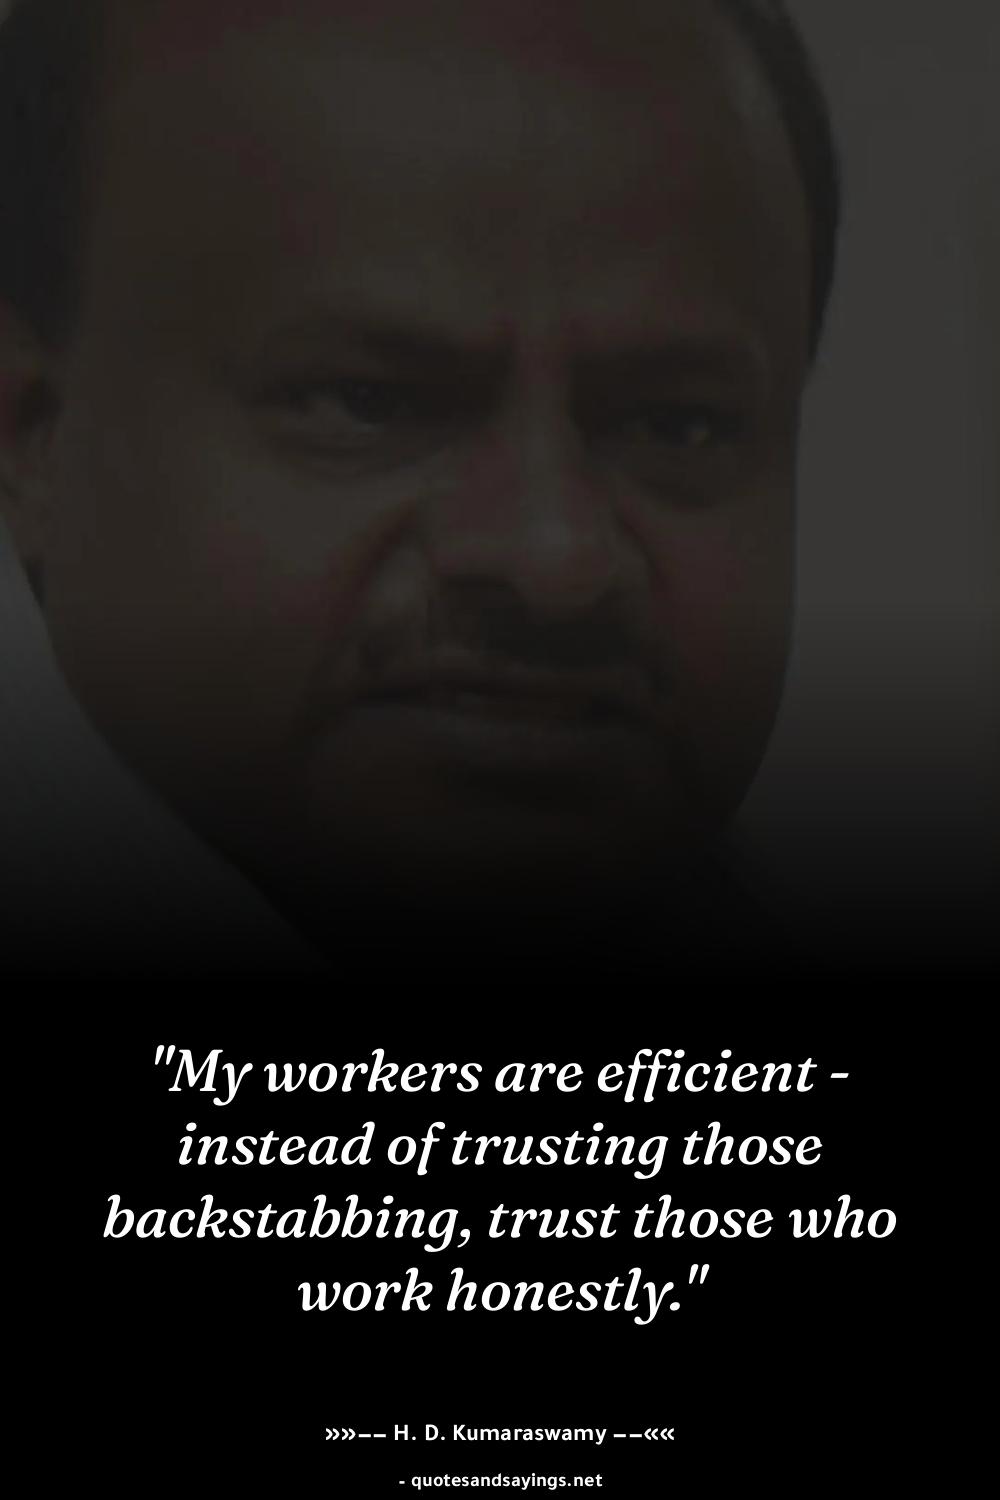 "My workers are efficient -
instead of trusting those
backstabbing, trust those who
work honestly."
»»−− H. D. Kumaraswamy −−««
- quotesandsayings.net